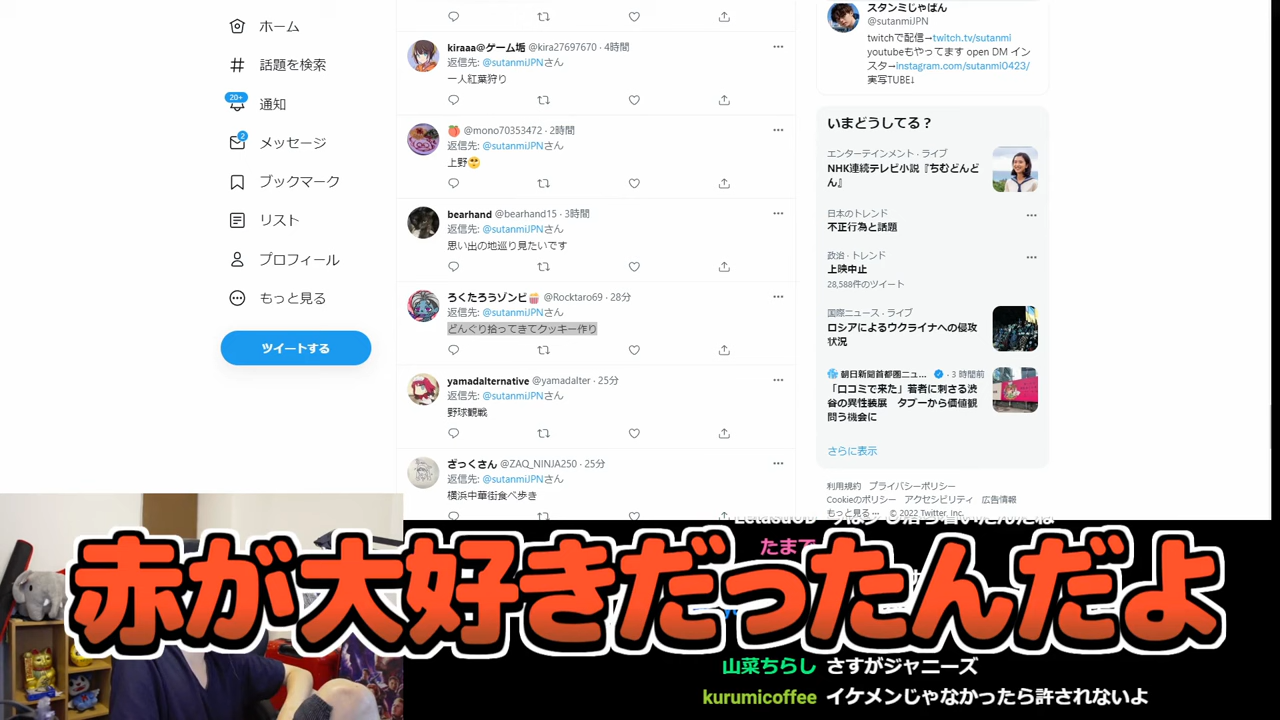 ホーム
話題を検索
20+
通知
2
メッセージ
ブックマーク
リスト
プロフィール
もっと見る
ツイートする
kiraaa@ゲーム垢 @kira27697670 · 4時間
返信先: @sutanmiJPNさん
一人紅葉狩り
🍑 @mono70353472 · 2時間
返信先: @sutanmiJPNさん
上野🥺
bearhand @bearhand15 · 3時間
返信先: @sutanmiJPNさん
思い出の地巡り見たいです
ろくたろうゾンビ🍿 @Rocktaro69 · 28分
返信先: @sutanmiJPNさん
どんぐり拾ってきてクッキー作り
yamadalternative @yamadalter · 25分
返信先: @sutanmiJPNさん
野球観戦
ざっくさん @ZAQ_NINJA250 · 25分
返信先: @sutanmiJPNさん
横浜中華街食べ歩き
スタンミじゃぱん
@sutanmiJPN
twitchで配信→twitch.tv/sutanmi
youtubeもやってます open DM イン
スタ→instagram.com/sutanmi0423/
実写TUBE↓
いまどうしてる？
エンターテインメント · ライブ
NHK連続テレビ小説『ちむどんど
ん』
日本のトレンド
不正行為と話題
政治 · トレンド
上映中止
28,588件のツイート
国際ニュース · ライブ
ロシアによるウクライナへの侵攻
状況
朝日新聞首都圏ニュ... · 3 時間前
「口コミで来た」若者に刺さる渋
谷の異性装展　タブーから価値観
問う機会に
さらに表示
利用規約 プライバシーポリシー
Cookieのポリシー アクセシビリティ 広告情報
もっと見る… © 2022 Twitter, Inc.
たまで
赤が大好きだったんだよ
山菜ちらし さすがジャニーズ
kurumicoffee イケメンじゃなかったら許されないよ